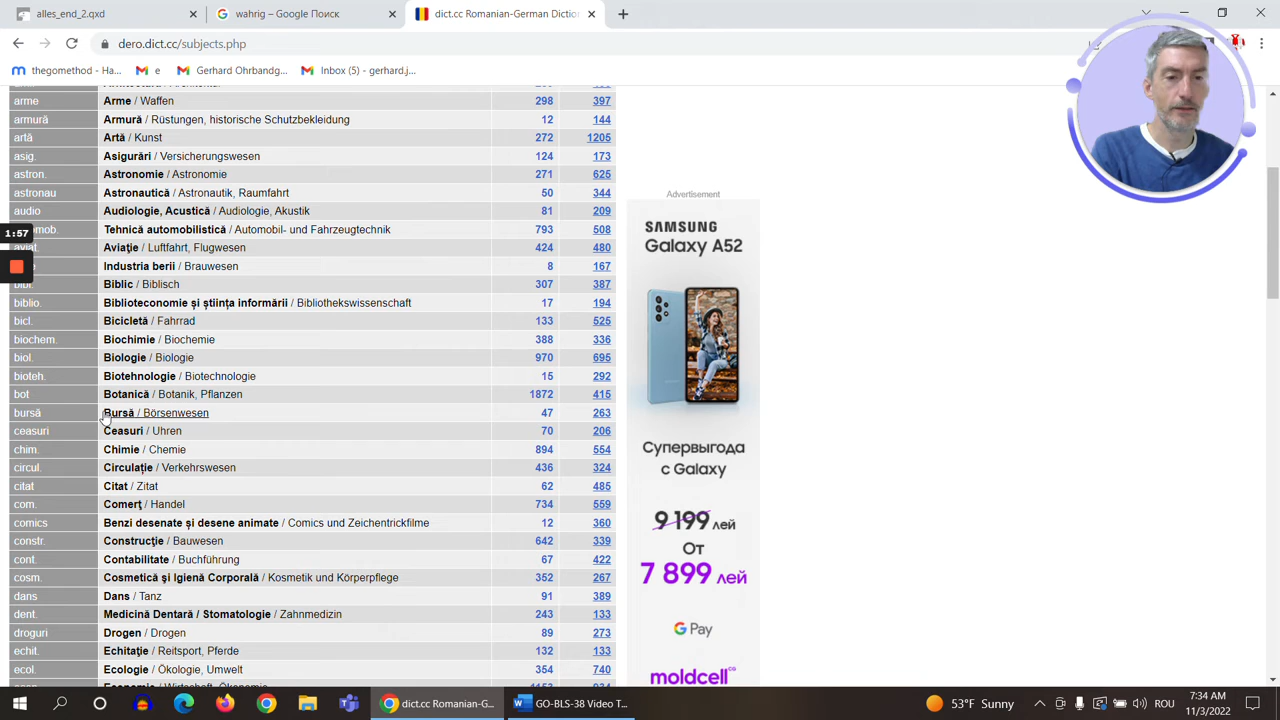 alles_end_2.qxd
wahrig – Google Поиск
dict.cc Romanian-German Dictio
dero.dict.cc/subjects.php
thegomethod - Ha...
e
Gerhard Ohrbandg...
Inbox (5) - gerhard.j...
arme Arme / Waffen 298 397
armură Armură / Rüstungen, historische Schutzbekleidung 12 144
artă Artă / Kunst 272 1205
asig. Asigurări / Versicherungswesen 124 173
astron. Astronomie / Astronomie 271 625
astronau Astronautică / Astronautik, Raumfahrt 50 344
audio Audiologie, Acustică / Audiologie, Akustik 81 209
omob. Tehnică automobilistică / Automobil- und Fahrzeugtechnik 793 508
aviat. Aviaţie / Luftfahrt, Flugwesen 424 480
Industria berii / Brauwesen 8 167
bibl. Biblic / Biblisch 307 387
biblio. Biblioteconomie și știința informării / Bibliothekswissenschaft 17 194
bicl. Bicicletă / Fahrrad 133 525
biochem. Biochimie / Biochemie 388 336
biol. Biologie / Biologie 970 695
bioteh. Biotehnologie / Biotechnologie 15 292
bot Botanică / Botanik, Pflanzen 1872 415
bursă Bursă / Börsenwesen 47 263
ceasuri Ceasuri / Uhren 70 206
chim. Chimie / Chemie 894 554
circul. Circulație / Verkehrswesen 436 324
citat Citat / Zitat 62 485
com. Comerţ / Handel 734 559
comics Benzi desenate și desene animate / Comics und Zeichentrickfilme 12 360
constr. Construcţie / Bauwesen 642 339
cont. Contabilitate / Buchführung 67 422
cosm. Cosmetică şi Igienă Corporală / Kosmetik und Körperpflege 352 267
dans Dans / Tanz 91 389
dent. Medicină Dentară / Stomatologie / Zahnmedizin 243 133
droguri Drogen / Drogen 89 273
echit. Echitaţie / Reitsport, Pferde 132 133
ecol. Ecologie / Ökologie, Umwelt 354 740
1:57
Advertisement
SAMSUNG
Galaxy A52
Супервыгода
с Galaxy
9 199 лей
От
7 899 лей
G Pay
moldcell
dict.cc Romanian-G...
GO-BLS-38 Video T...
53°F Sunny
ROU
7:34 AM
11/3/2022